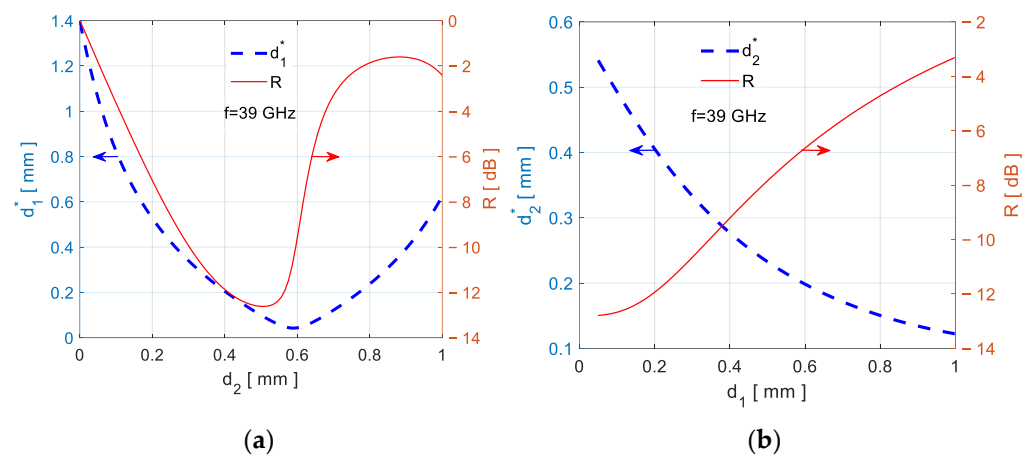 1.4
1.2
1
0.8
0.6
0.4
0.2
0
d₁* [ mm ]
0
− 2
− 4
− 6
− 8
− 10
− 12
− 14
R [ dB ]
d₁*
R
f=39 GHz
0 0.2 0.4 0.6 0.8 1
d₂ [ mm ]
(a)
0.6
0.5
0.4
0.3
0.2
0.1
d₂* [ mm ]
− 2
− 4
− 6
− 8
− 10
− 12
− 14
R [ dB ]
d₂*
R
f=39 GHz
0 0.2 0.4 0.6 0.8 1
d₁ [ mm ]
(b)